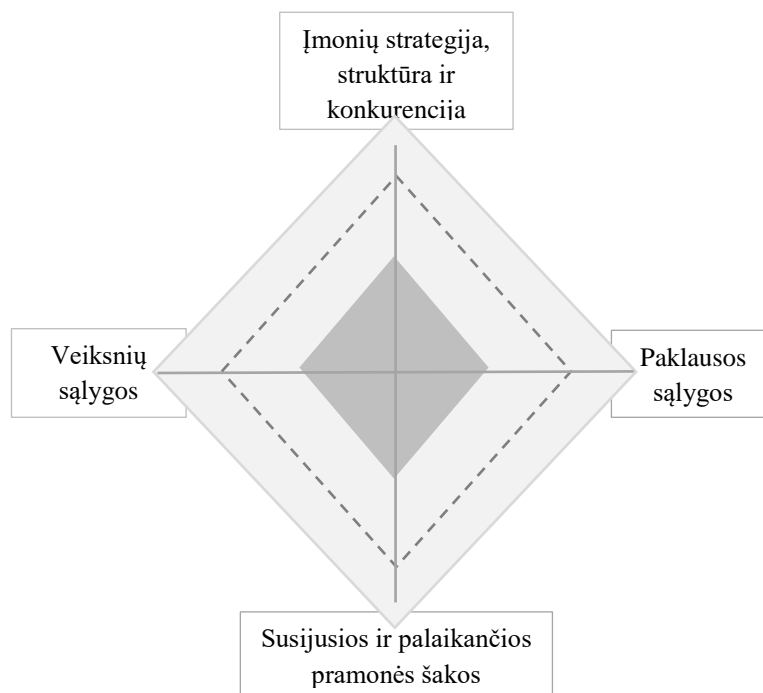 Įmonių strategija,
struktūra ir
konkurencija
Veiksnių
sąlygos
Paklausos
sąlygos
Susijusios ir palaikančios
pramonės šakos